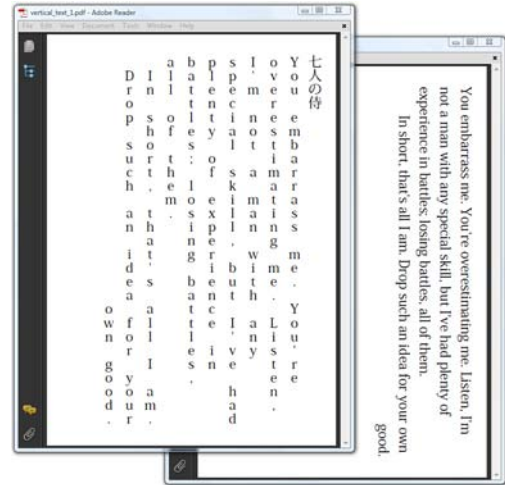 vertical_text_1.pdf - Adobe Reader
File Edit View Document Tools Window Help
七人の侍
You embarrass me. You're
overestimating me. Listen,
I'm not a man with any
special skill, but I've had
plenty of experience in
battles; losing battles,
all of them.
In short, that's all I am.
Drop such an idea for your
own good.
You embarrass me. You're overestimating me. Listen, I'm
not a man with any special skill, but I've had plenty of
experience in battles; losing battles, all of them.
In short, that's all I am. Drop such an idea for your own
good.